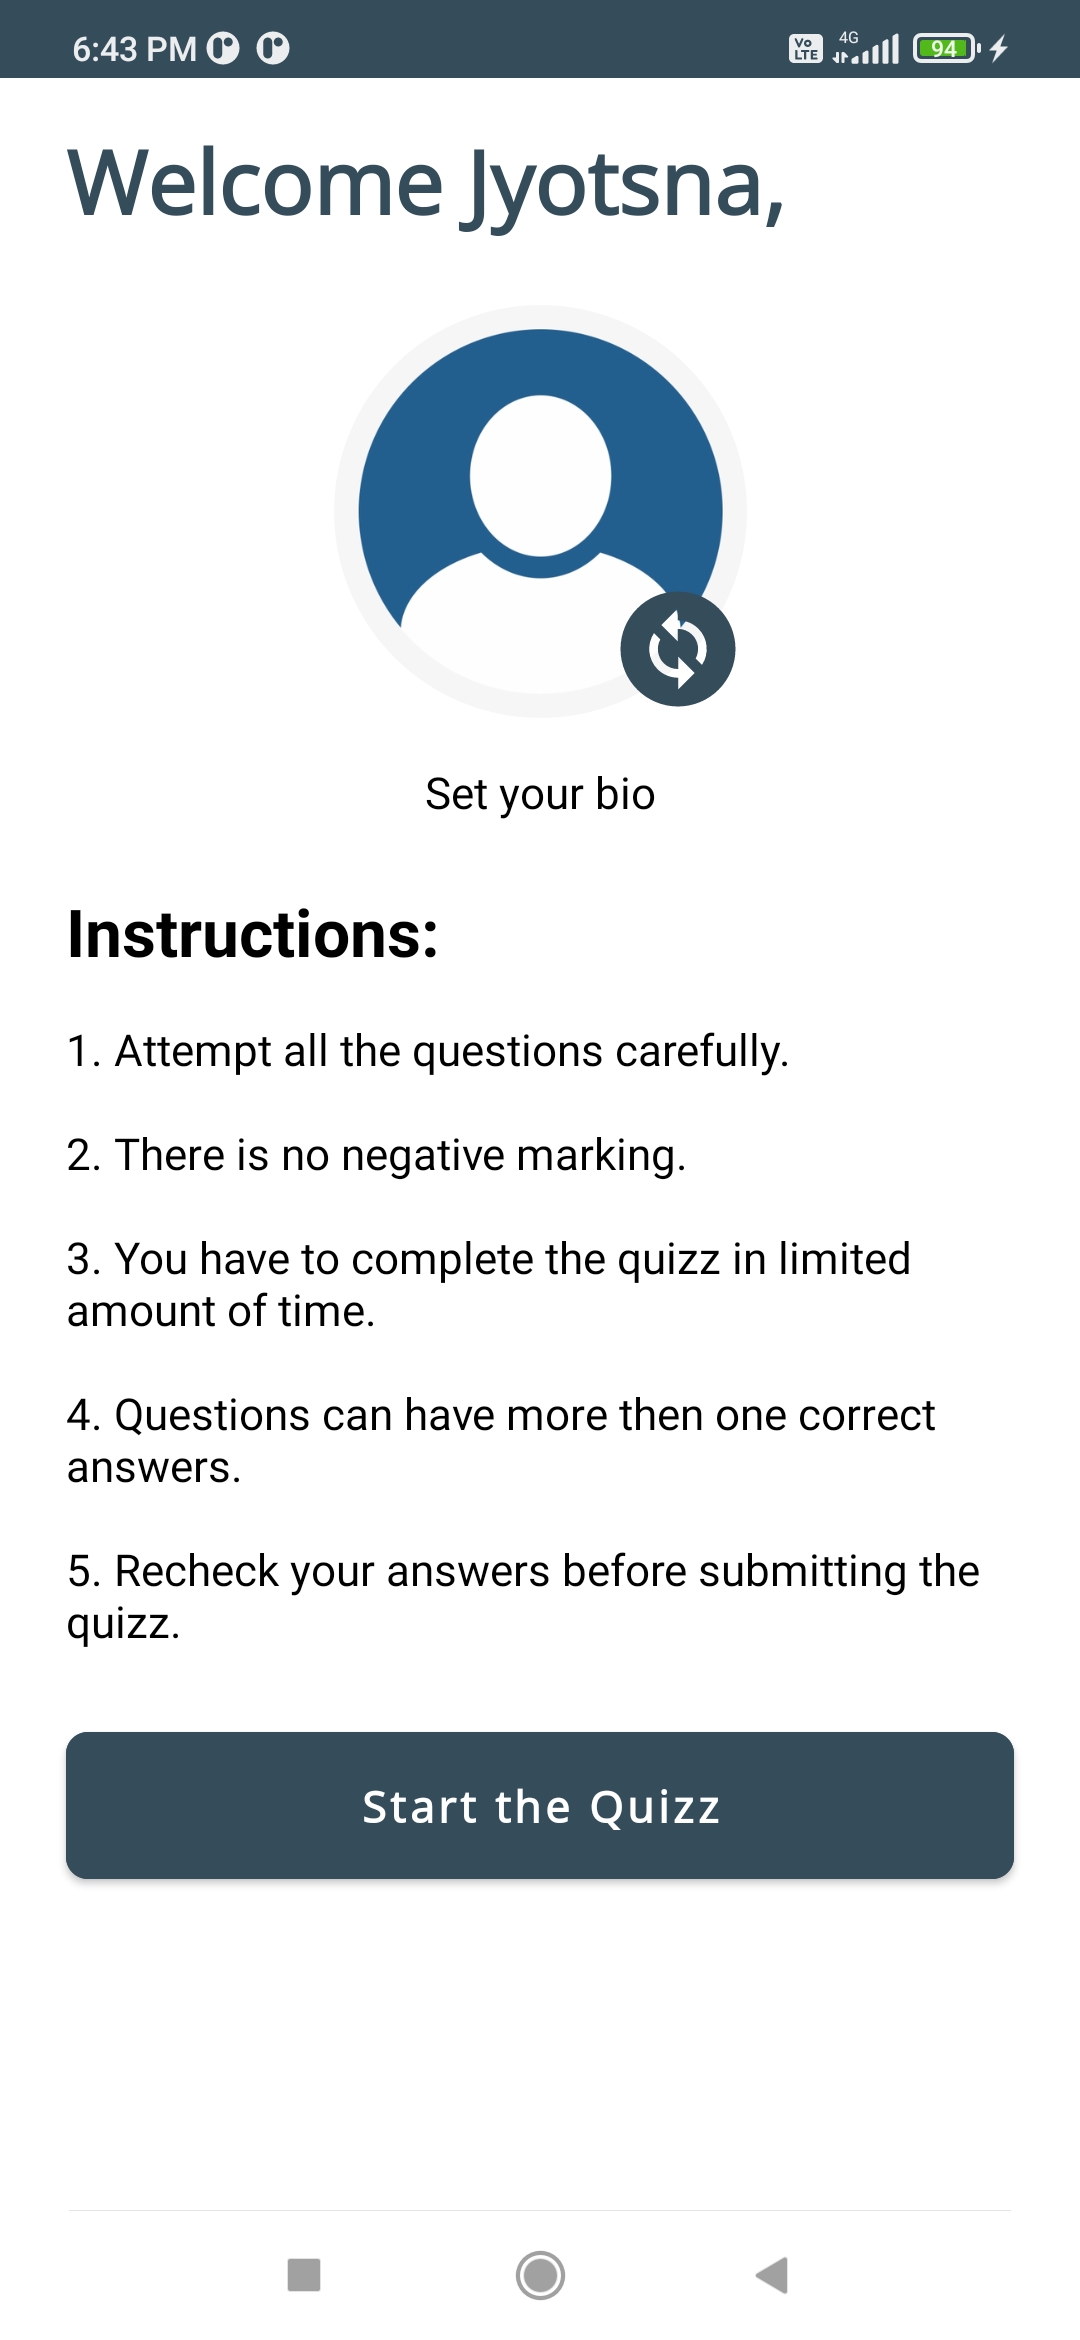 6:43 PM
Vo LTE
4G
94
Welcome Jyotsna,
Set your bio
Instructions:
1. Attempt all the questions carefully.
2. There is no negative marking.
3. You have to complete the quizz in limited
amount of time.
4. Questions can have more then one correct
answers.
5. Recheck your answers before submitting the
quizz.
Start the Quizz